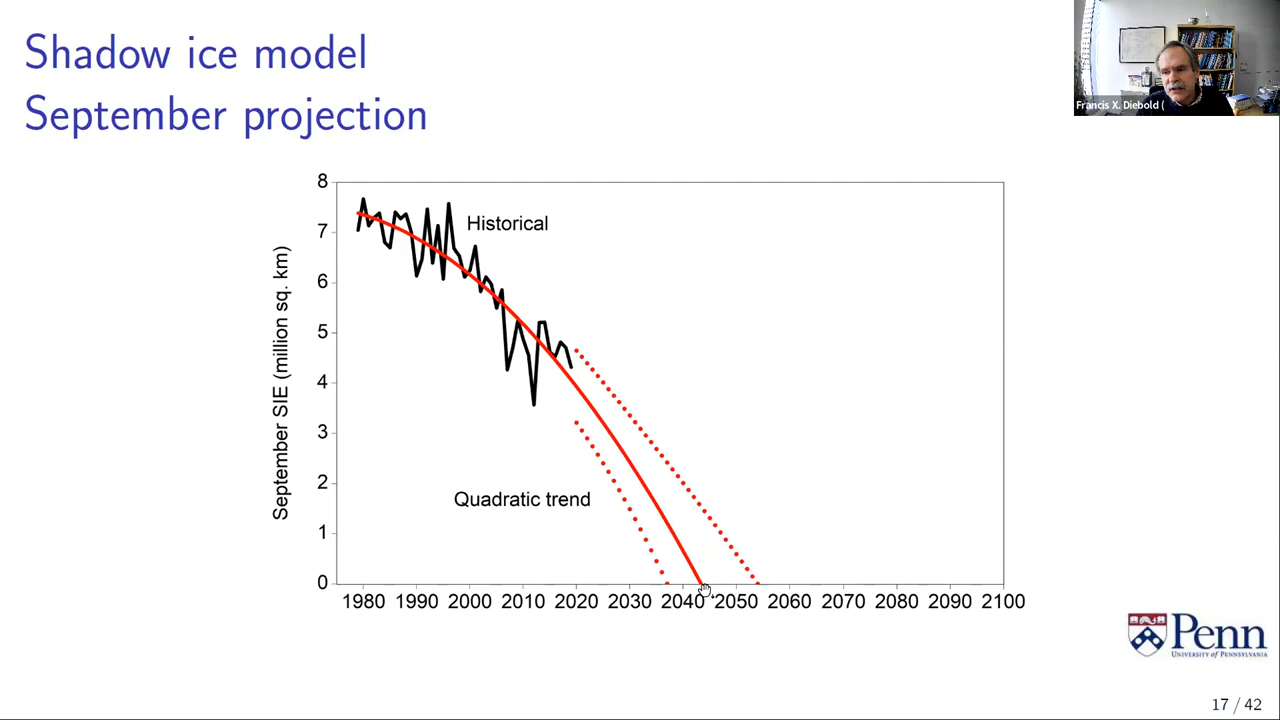 Shadow ice model
September projection
Francis X. Diebold (
8
7
6
5
4
3
2
1
0
September SIE (million sq. km)
Historical
Quadratic trend
1980 1990 2000 2010 2020 2030 2040 2050 2060 2070 2080 2090 2100
Penn
UNIVERSITY of PENNSYLVANIA
17 / 42